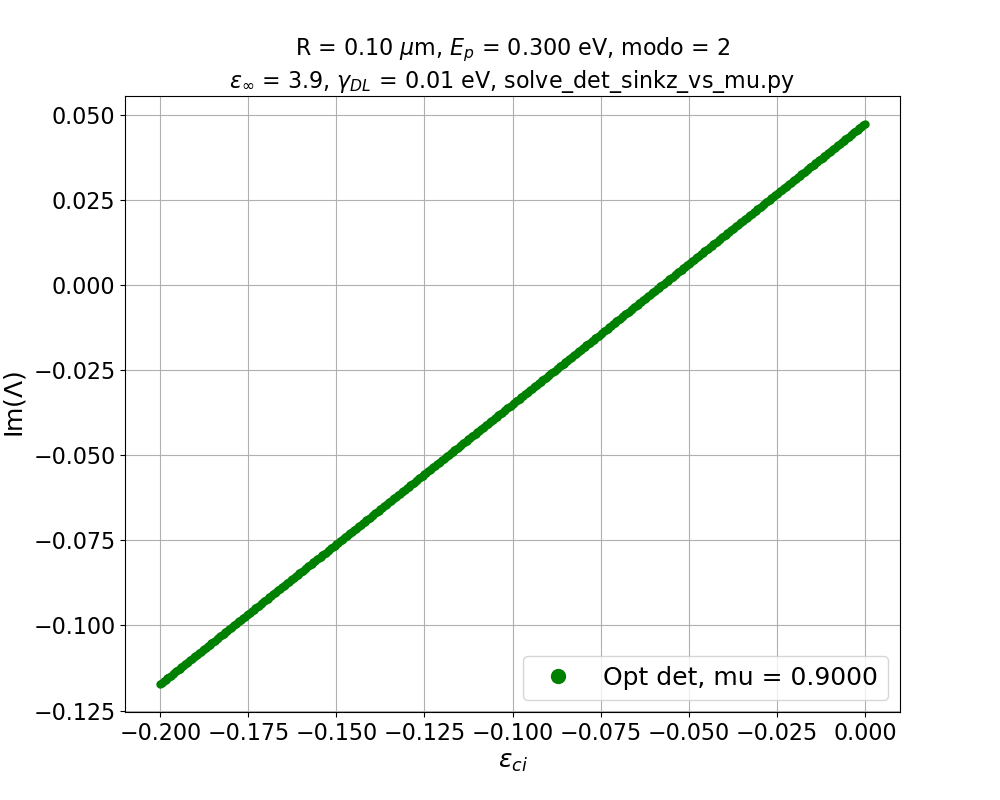 R = 0.10 μm, E_p = 0.300 eV, modo = 2
ε_∞ = 3.9, γ_DL = 0.01 eV, solve_det_sinkz_vs_mu.py
0.050
0.025
0.000
−0.025
−0.050
−0.075
−0.100
−0.125
Im(Λ)
Opt det, mu = 0.9000
−0.200 −0.175 −0.150 −0.125 −0.100 −0.075 −0.050 −0.025 0.000
ε_ci